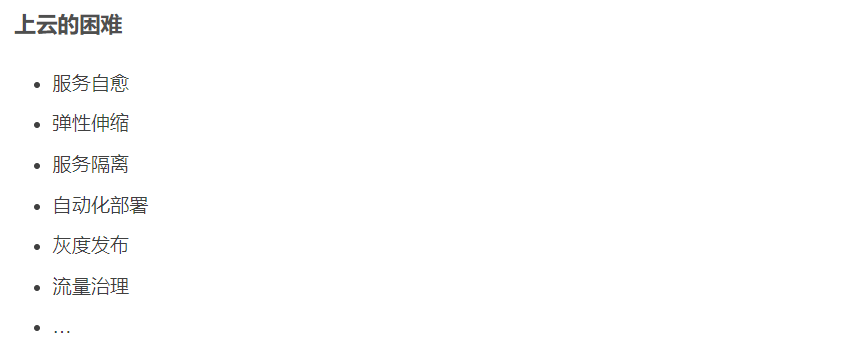 上云的困难
• 服务自愈
• 弹性伸缩
• 服务隔离
• 自动化部署
• 灰度发布
• 流量治理
• …